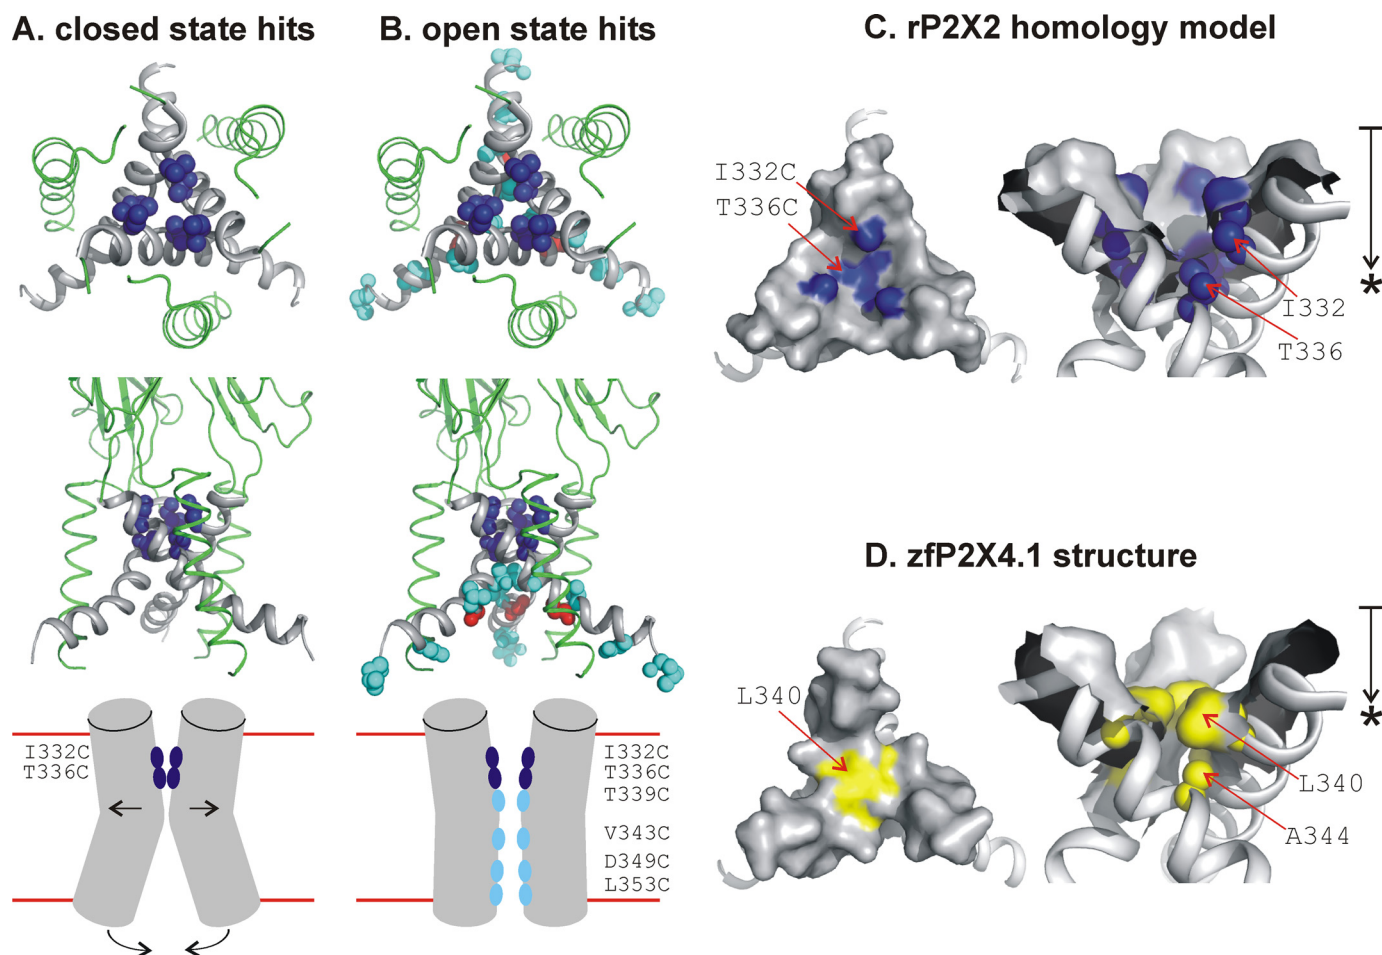 A. closed state hits
B. open state hits
C. rP2X2 homology model
I332C
T336C
*
I332
T336
D. zfP2X4.1 structure
L340
*
L340
A344
I332C
T336C
I332C
T336C
T339C
V343C
D349C
L353C